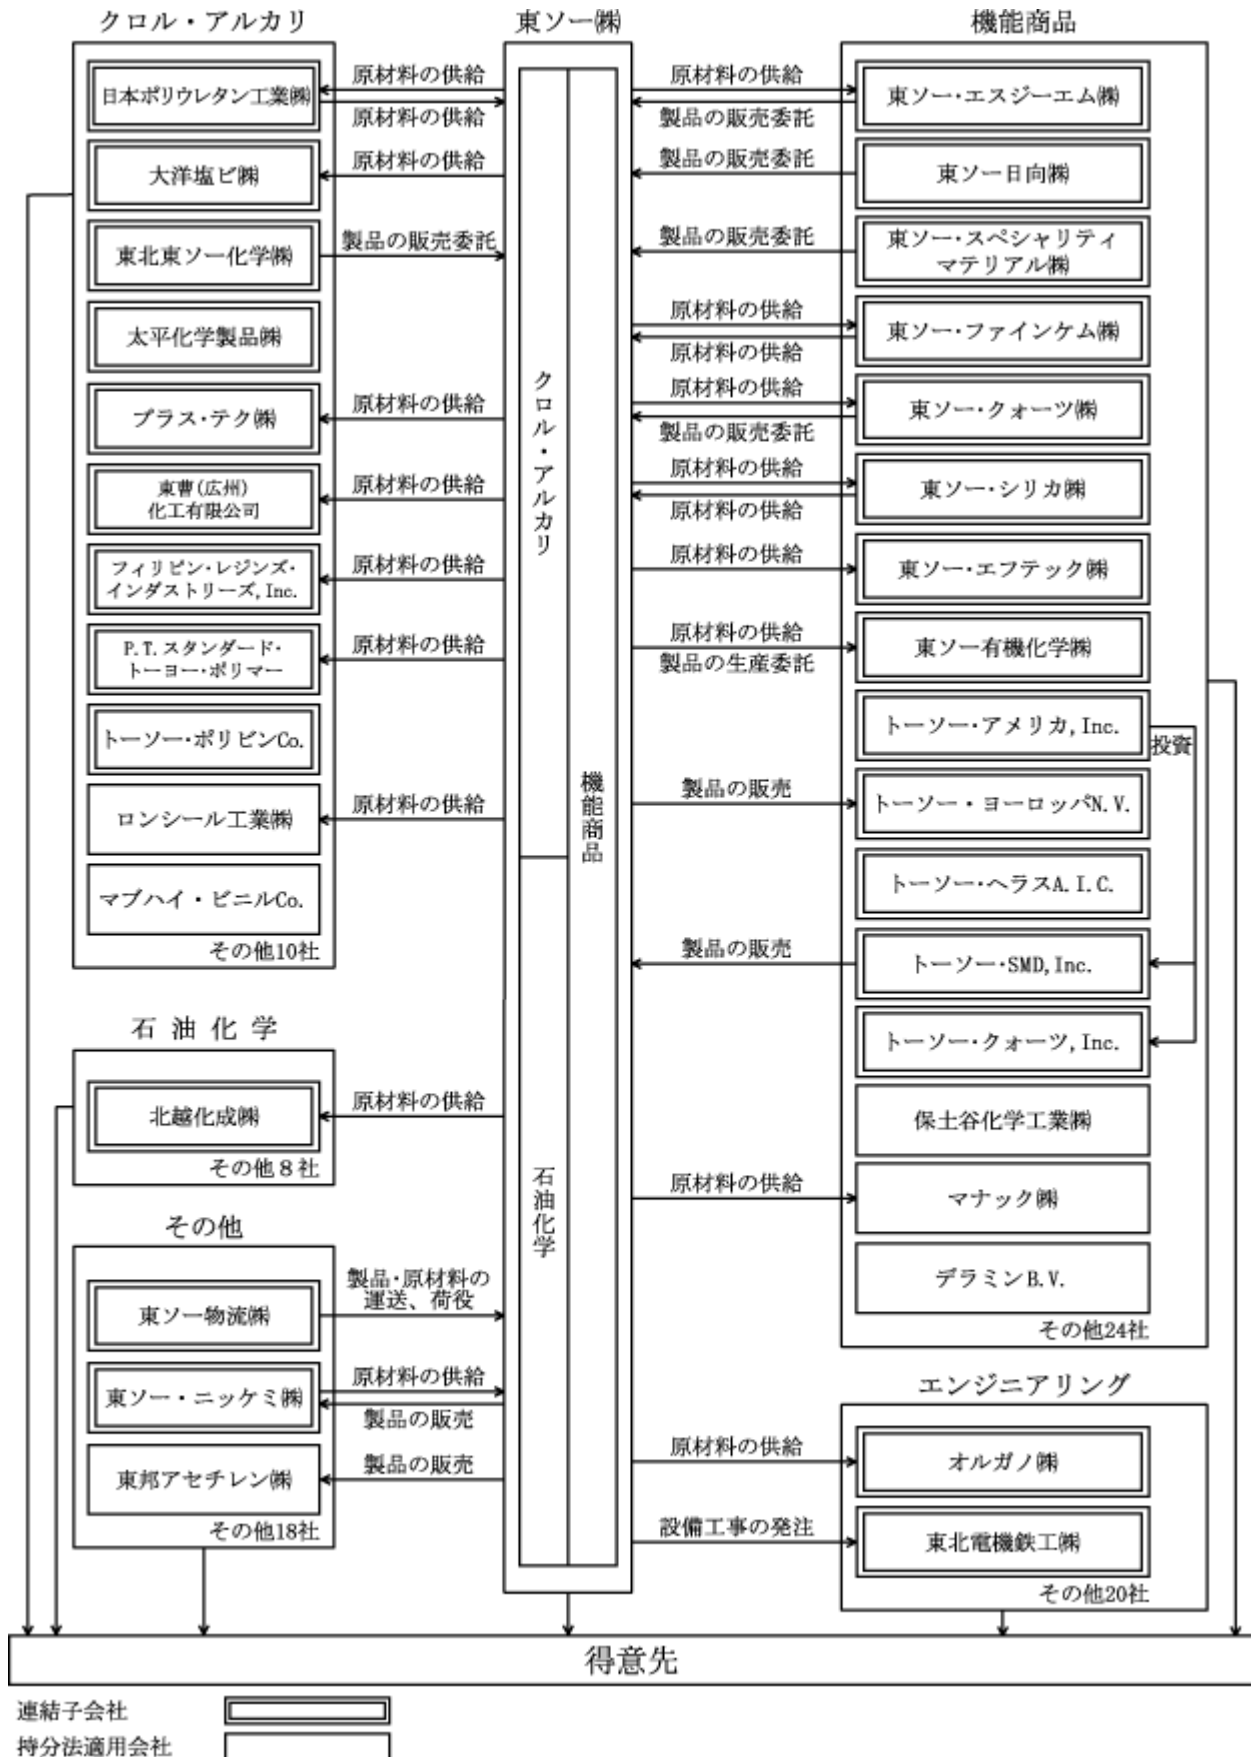 クロル・アルカリ
日本ポリウレタン工業㈱
原材料の供給
原材料の供給
大洋塩ビ㈱
原材料の供給
東北東ソー化学㈱
製品の販売委託
太平化学製品㈱
プラス・テク㈱
原材料の供給
東曹(広州)
化工有限公司
原材料の供給
フィリピン・レジンズ・
インダストリーズ,Inc.
原材料の供給
P.T.スタンダード・
トーヨー・ポリマー
原材料の供給
トーソー・ポリビンCo.
ロンシール工業㈱
原材料の供給
マブハイ・ビニルCo.
その他10社
石油化学
北越化成㈱
原材料の供給
その他8社
その他
東ソー物流㈱
製品・原材料の
運送、荷役
東ソー・ニッケミ㈱
原材料の供給
製品の販売
東邦アセチレン㈱
製品の販売
その他18社
東ソー㈱
クロル・アルカリ
機能商品
石油化学
機能商品
原材料の供給
製品の販売委託
東ソー・エスジーエム㈱
製品の販売委託
東ソー日向㈱
製品の販売委託
東ソー・スペシャリティ
マテリアル㈱
原材料の供給
原材料の供給
東ソー・ファインケム㈱
原材料の供給
製品の販売委託
東ソー・クォーツ㈱
原材料の供給
原材料の供給
東ソー・シリカ㈱
原材料の供給
東ソー・エフテック㈱
原材料の供給
製品の生産委託
東ソー有機化学㈱
トーソー・アメリカ,Inc.
投資
製品の販売
トーソー・ヨーロッパN.V.
トーソー・ヘラスA.I.C.
製品の販売
トーソー・SMD,Inc.
トーソー・クォーツ,Inc.
保土谷化学工業㈱
原材料の供給
マナック㈱
デラミンB.V.
その他24社
エンジニアリング
原材料の供給
オルガノ㈱
設備工事の発注
東北電機鉄工㈱
その他20社
得意先
連結子会社
持分法適用会社